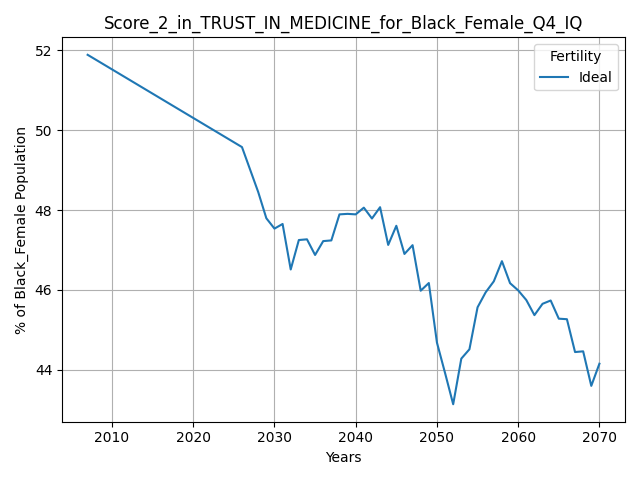 Score_2_in_TRUST_IN_MEDICINE_for_Black_Female_Q4_IQ
Fertility
Ideal
% of Black_Female Population
52
50
48
46
44
2010 2020 2030 2040 2050 2060 2070
Years